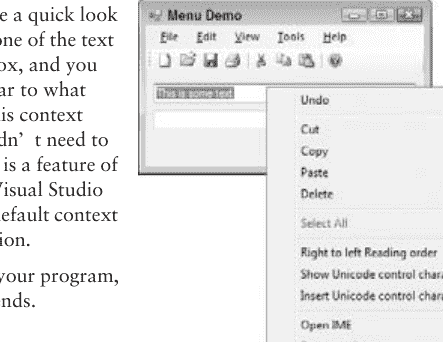 e a quick look
one of the text
ox, and you
ar to what
is context
dn' t need to
is a feature of
Visual Studio
efault context
ion.
your program,
ends.
Menu Demo
File Edit View Tools Help
This is some text
Undo
Cut
Copy
Paste
Delete
Select All
Right to left Reading order
Show Unicode control chara
Insert Unicode control chara
Open IME